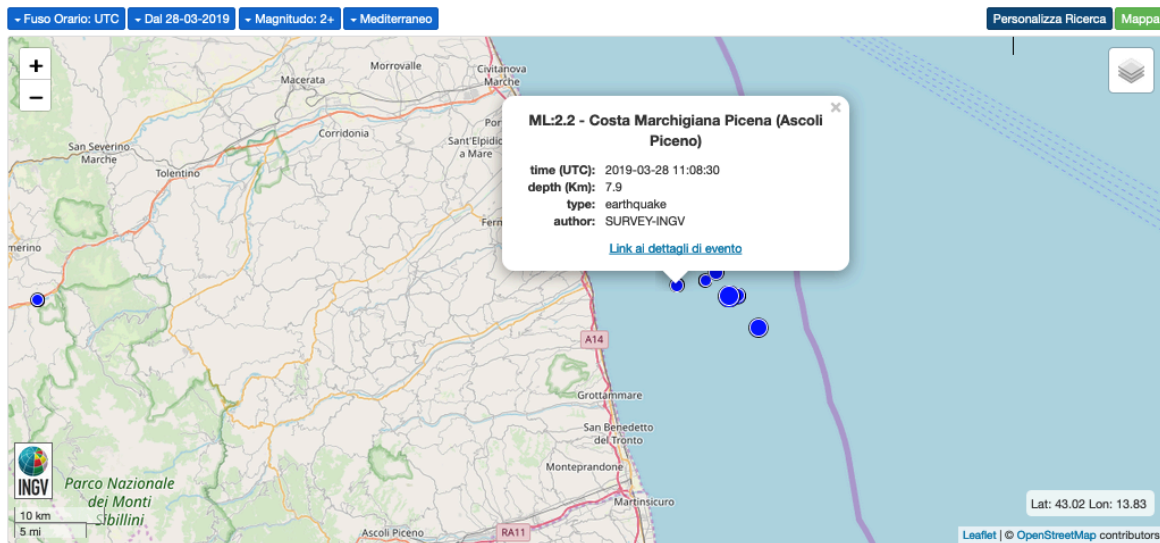 Fuso Orario: UTC
Dal 28-03-2019
Magnitudo: 2+
Mediterraneo
Personalizza Ricerca
Mappa
+
−
Morrovalle
Civitanova
Marche
Macerata
Corridonia
San Severino
Marche
Tolentino
Sant'Elpidio
a Mare
Por
Ferm
merino
×
ML:2.2 - Costa Marchigiana Picena (Ascoli
Piceno)
time (UTC): 2019-03-28 11:08:30
depth (Km): 7.9
type: earthquake
author: SURVEY-INGV
Link ai dettagli di evento
A14
Grottammare
San Benedetto
del Tronto
Monteprandone
Martinsicuro
INGV
Parco Nazionale
dei Monti
Sibillini
10 km
5 mi
Ascoli Piceno
RA11
Lat: 43.02 Lon: 13.83
Leaflet | © OpenStreetMap contributors